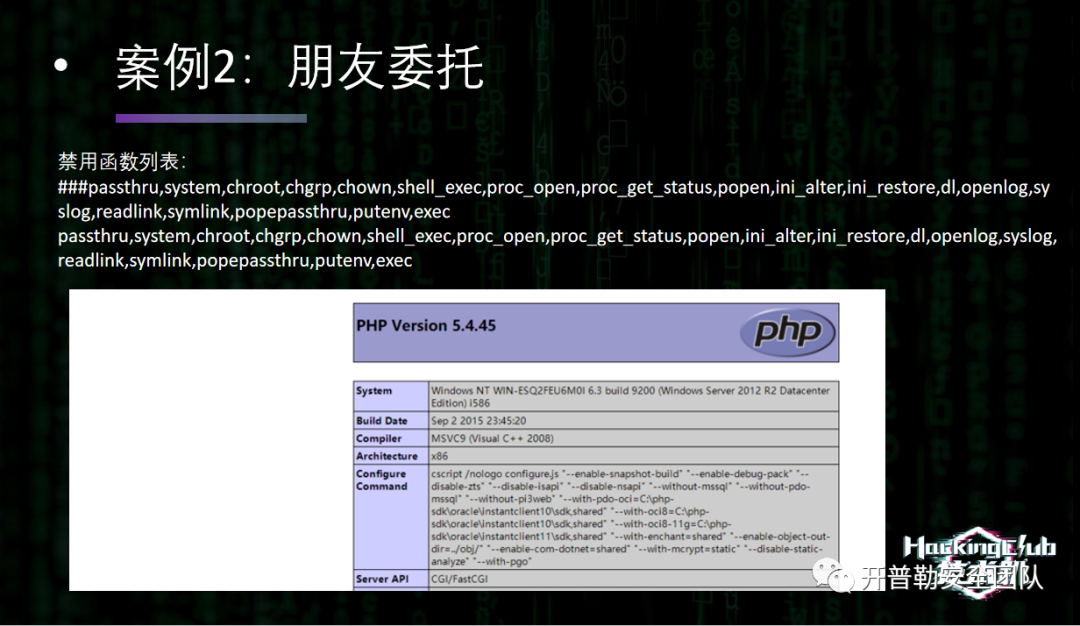 • 案例2：朋友委托
禁用函数列表：
###passthru,system,chroot,chgrp,chown,shell_exec,proc_open,proc_get_status,popen,ini_alter,ini_restore,dl,openlog,sy
slog,readlink,symlink,popepassthru,putenv,exec
passthru,system,chroot,chgrp,chown,shell_exec,proc_open,proc_get_status,popen,ini_alter,ini_restore,dl,openlog,syslog,
readlink,symlink,popepassthru,putenv,exec
PHP Version 5.4.45
php
System Windows NT WIN-ESQ2FEU6M0I 6.3 build 9200 (Windows Server 2012 R2 Datacenter
Edition) i586
Build Date Sep 2 2015 23:45:20
Compiler MSVC9 (Visual C++ 2008)
Architecture x86
Configure cscript /nologo configure.js "--enable-snapshot-build" "--enable-debug-pack" "--
Command disable-zts" "--disable-isapi" "--disable-nsapi" "--without-mssql" "--without-pdo-
mssql" "--without-pi3web" "--with-pdo-oci=C:\php-
sdk\oracle\instantclient10\sdk,shared" "--with-oci8=C:\php-
sdk\oracle\instantclient10\sdk,shared" "--with-oci8-11g=C:\php-
sdk\oracle\instantclient11\sdk,shared" "--with-enchant=shared" "--enable-object-out-
dir=../obj/" "--enable-com-dotnet=shared" "--with-mcrypt=static" "--disable-static-
analyze" "--with-pgo"
Server API CGI/FastCGI
HackingClub
开普勒安全团队